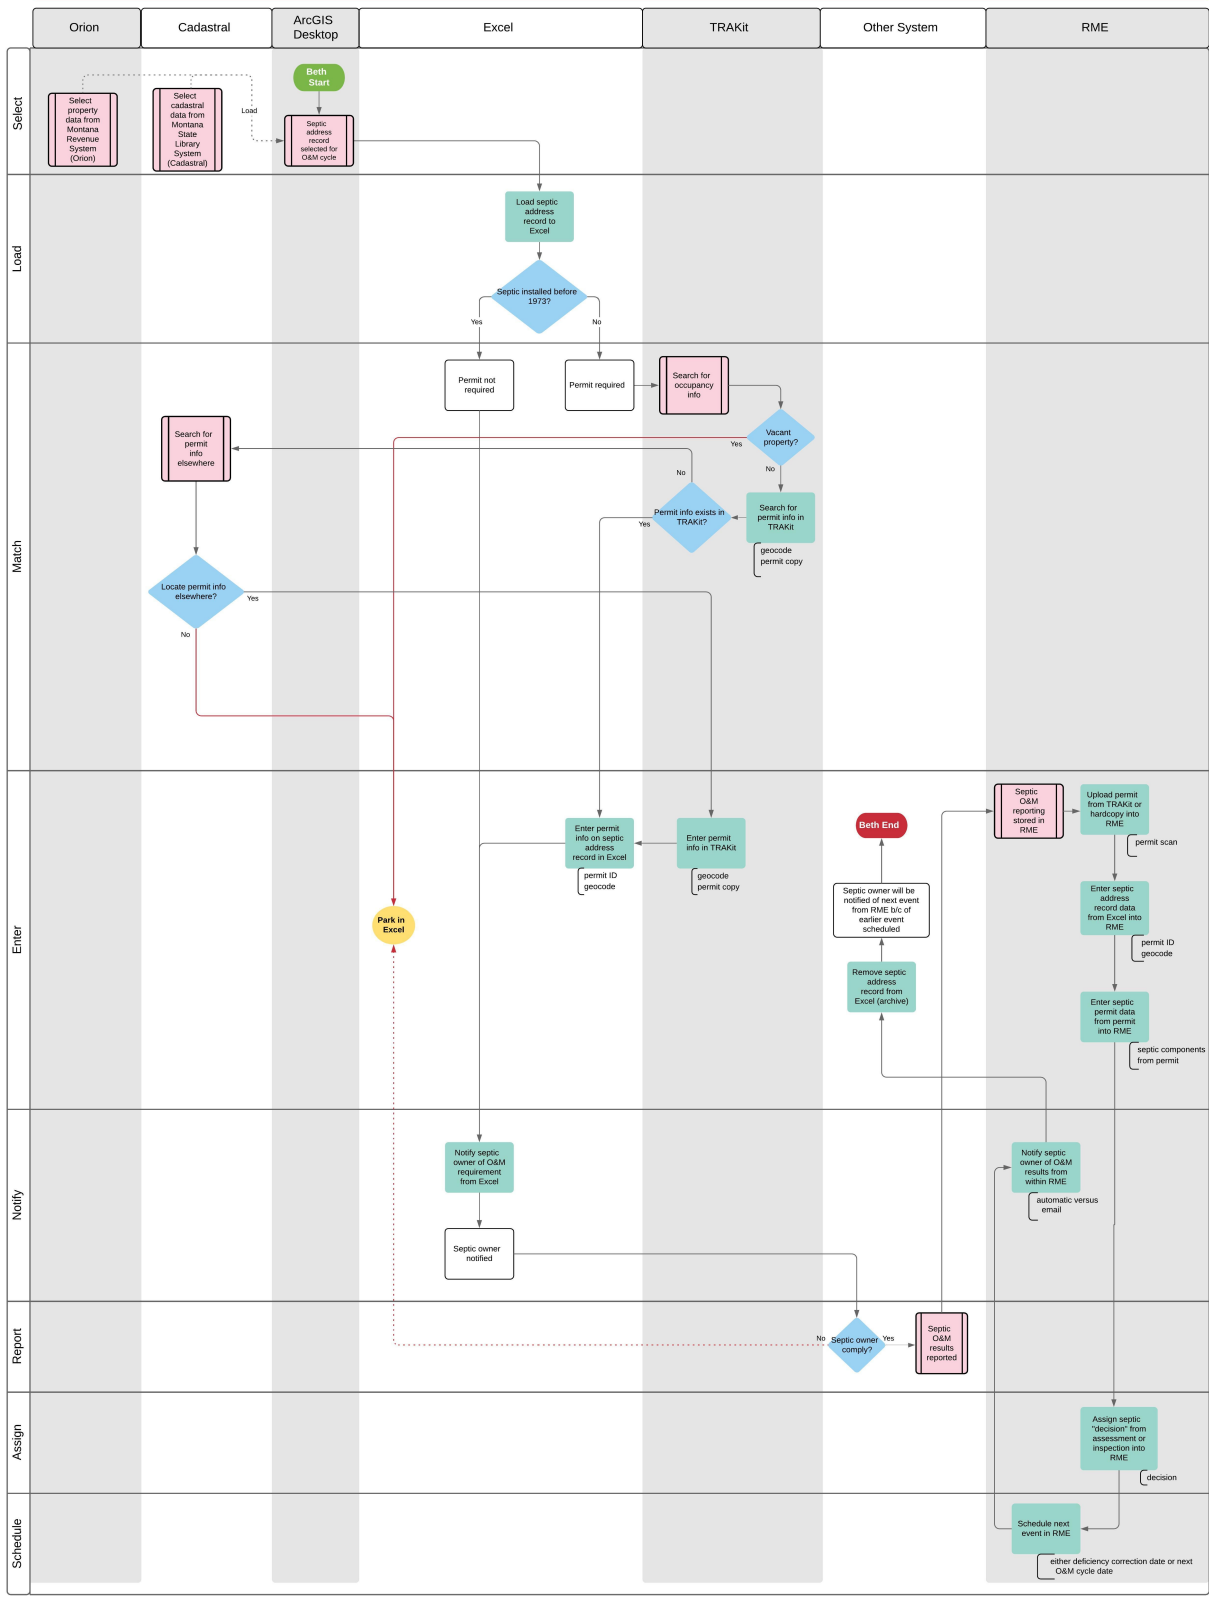 Orion
Cadastral
ArcGIS
Desktop
Excel
TRAKit
Other System
RME
Select
Beth
Start
Select
property
data from
Montana
Revenue
System
(Orion)
Select
cadastral
data from
Montana
State
Library
System
(Cadastral)
Load
Septic
address
record
selected for
O&M cycle
Load
Load septic
address
record to
Excel
Septic installed before
1973?
Yes
No
Match
Permit not
required
Permit required
Search for
occupancy
info
Vacant
property?
Yes
No
Search for
permit
info
elsewhere
No
Permit info exists in
TRAKit?
Yes
Search for
permit info in
TRAKit
geocode
permit copy
Locate permit info
elsewhere?
Yes
No
Enter
Septic
O&M
reporting
stored in
RME
Upload permit
from TRAKit or
hardcopy into
RME
permit scan
Beth End
Enter permit
info on septic
address
record in Excel
permit ID
geocode
Enter permit
info in TRAKit
geocode
permit copy
Septic owner will be
notified of next event
from RME b/c of
earlier event
scheduled
Enter septic
address
record data
from Excel into
RME
permit ID
geocode
Park in
Excel
Remove septic
address
record from
Excel (archive)
Enter septic
permit data
from permit
into RME
septic components
from permit
Notify
Notify septic
owner of O&M
requirement
from Excel
Notify septic
owner of O&M
results from
within RME
automatic versus
email
Septic owner
notified
Report
No
Septic owner
comply?
Yes
Septic
O&M
results
reported
Assign
Assign septic
"decision" from
assessment or
inspection into
RME
decision
Schedule
Schedule next
event in RME
either deficiency correction date or next
O&M cycle date